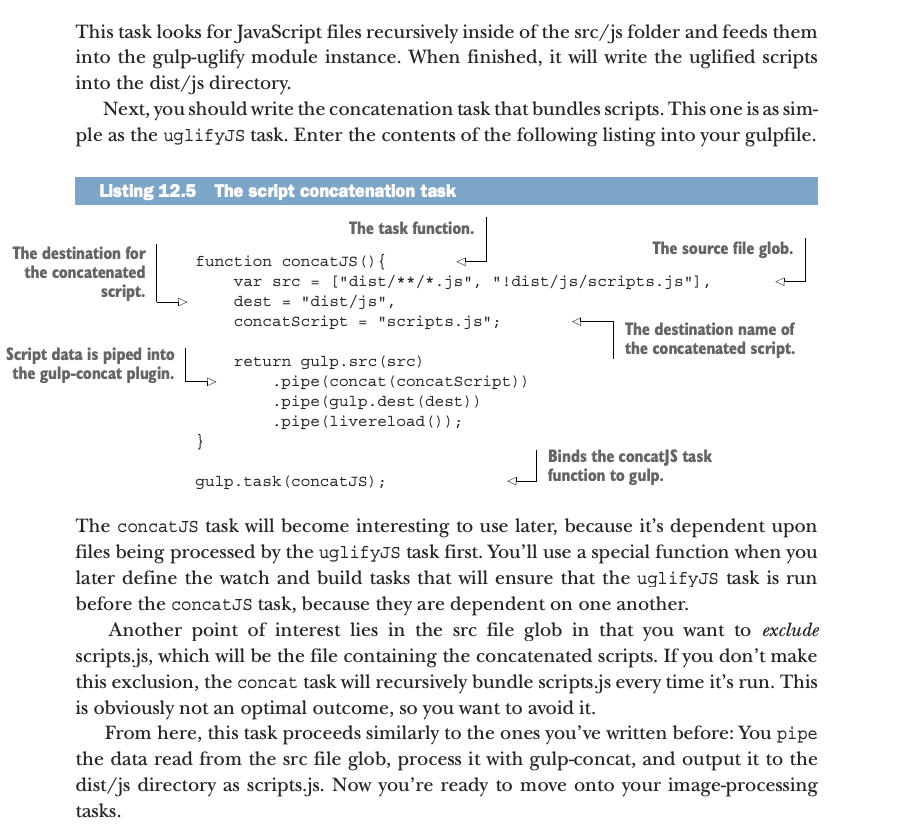 This task looks for JavaScript files recursively inside of the src/js folder and feeds them
into the gulp-uglify module instance. When finished, it will write the uglified scripts
into the dist/js directory.
Next, you should write the concatenation task that bundles scripts. This one is as sim-
ple as the uglifyJS task. Enter the contents of the following listing into your gulpfile.
Listing 12.5 The script concatenation task
The task function.
The destination for
the concatenated
script.
The source file glob.
function concatJS(){
var src = ["dist/**/*.js", "!dist/js/scripts.js"],
dest = "dist/js",
concatScript = "scripts.js";
The destination name of
the concatenated script.
Script data is piped into
the gulp-concat plugin.
return gulp.src(src)
.pipe(concat(concatScript))
.pipe(gulp.dest(dest))
.pipe(livereload());
}
Binds the concatJS task
function to gulp.
gulp.task(concatJS);
The concatJS task will become interesting to use later, because it's dependent upon
files being processed by the uglifyJS task first. You'll use a special function when you
later define the watch and build tasks that will ensure that the uglifyJS task is run
before the concatJS task, because they are dependent on one another.
Another point of interest lies in the src file glob in that you want to exclude
scripts.js, which will be the file containing the concatenated scripts. If you don't make
this exclusion, the concat task will recursively bundle scripts.js every time it's run. This
is obviously not an optimal outcome, so you want to avoid it.
From here, this task proceeds similarly to the ones you've written before: You pipe
the data read from the src file glob, process it with gulp-concat, and output it to the
dist/js directory as scripts.js. Now you're ready to move onto your image-processing
tasks.